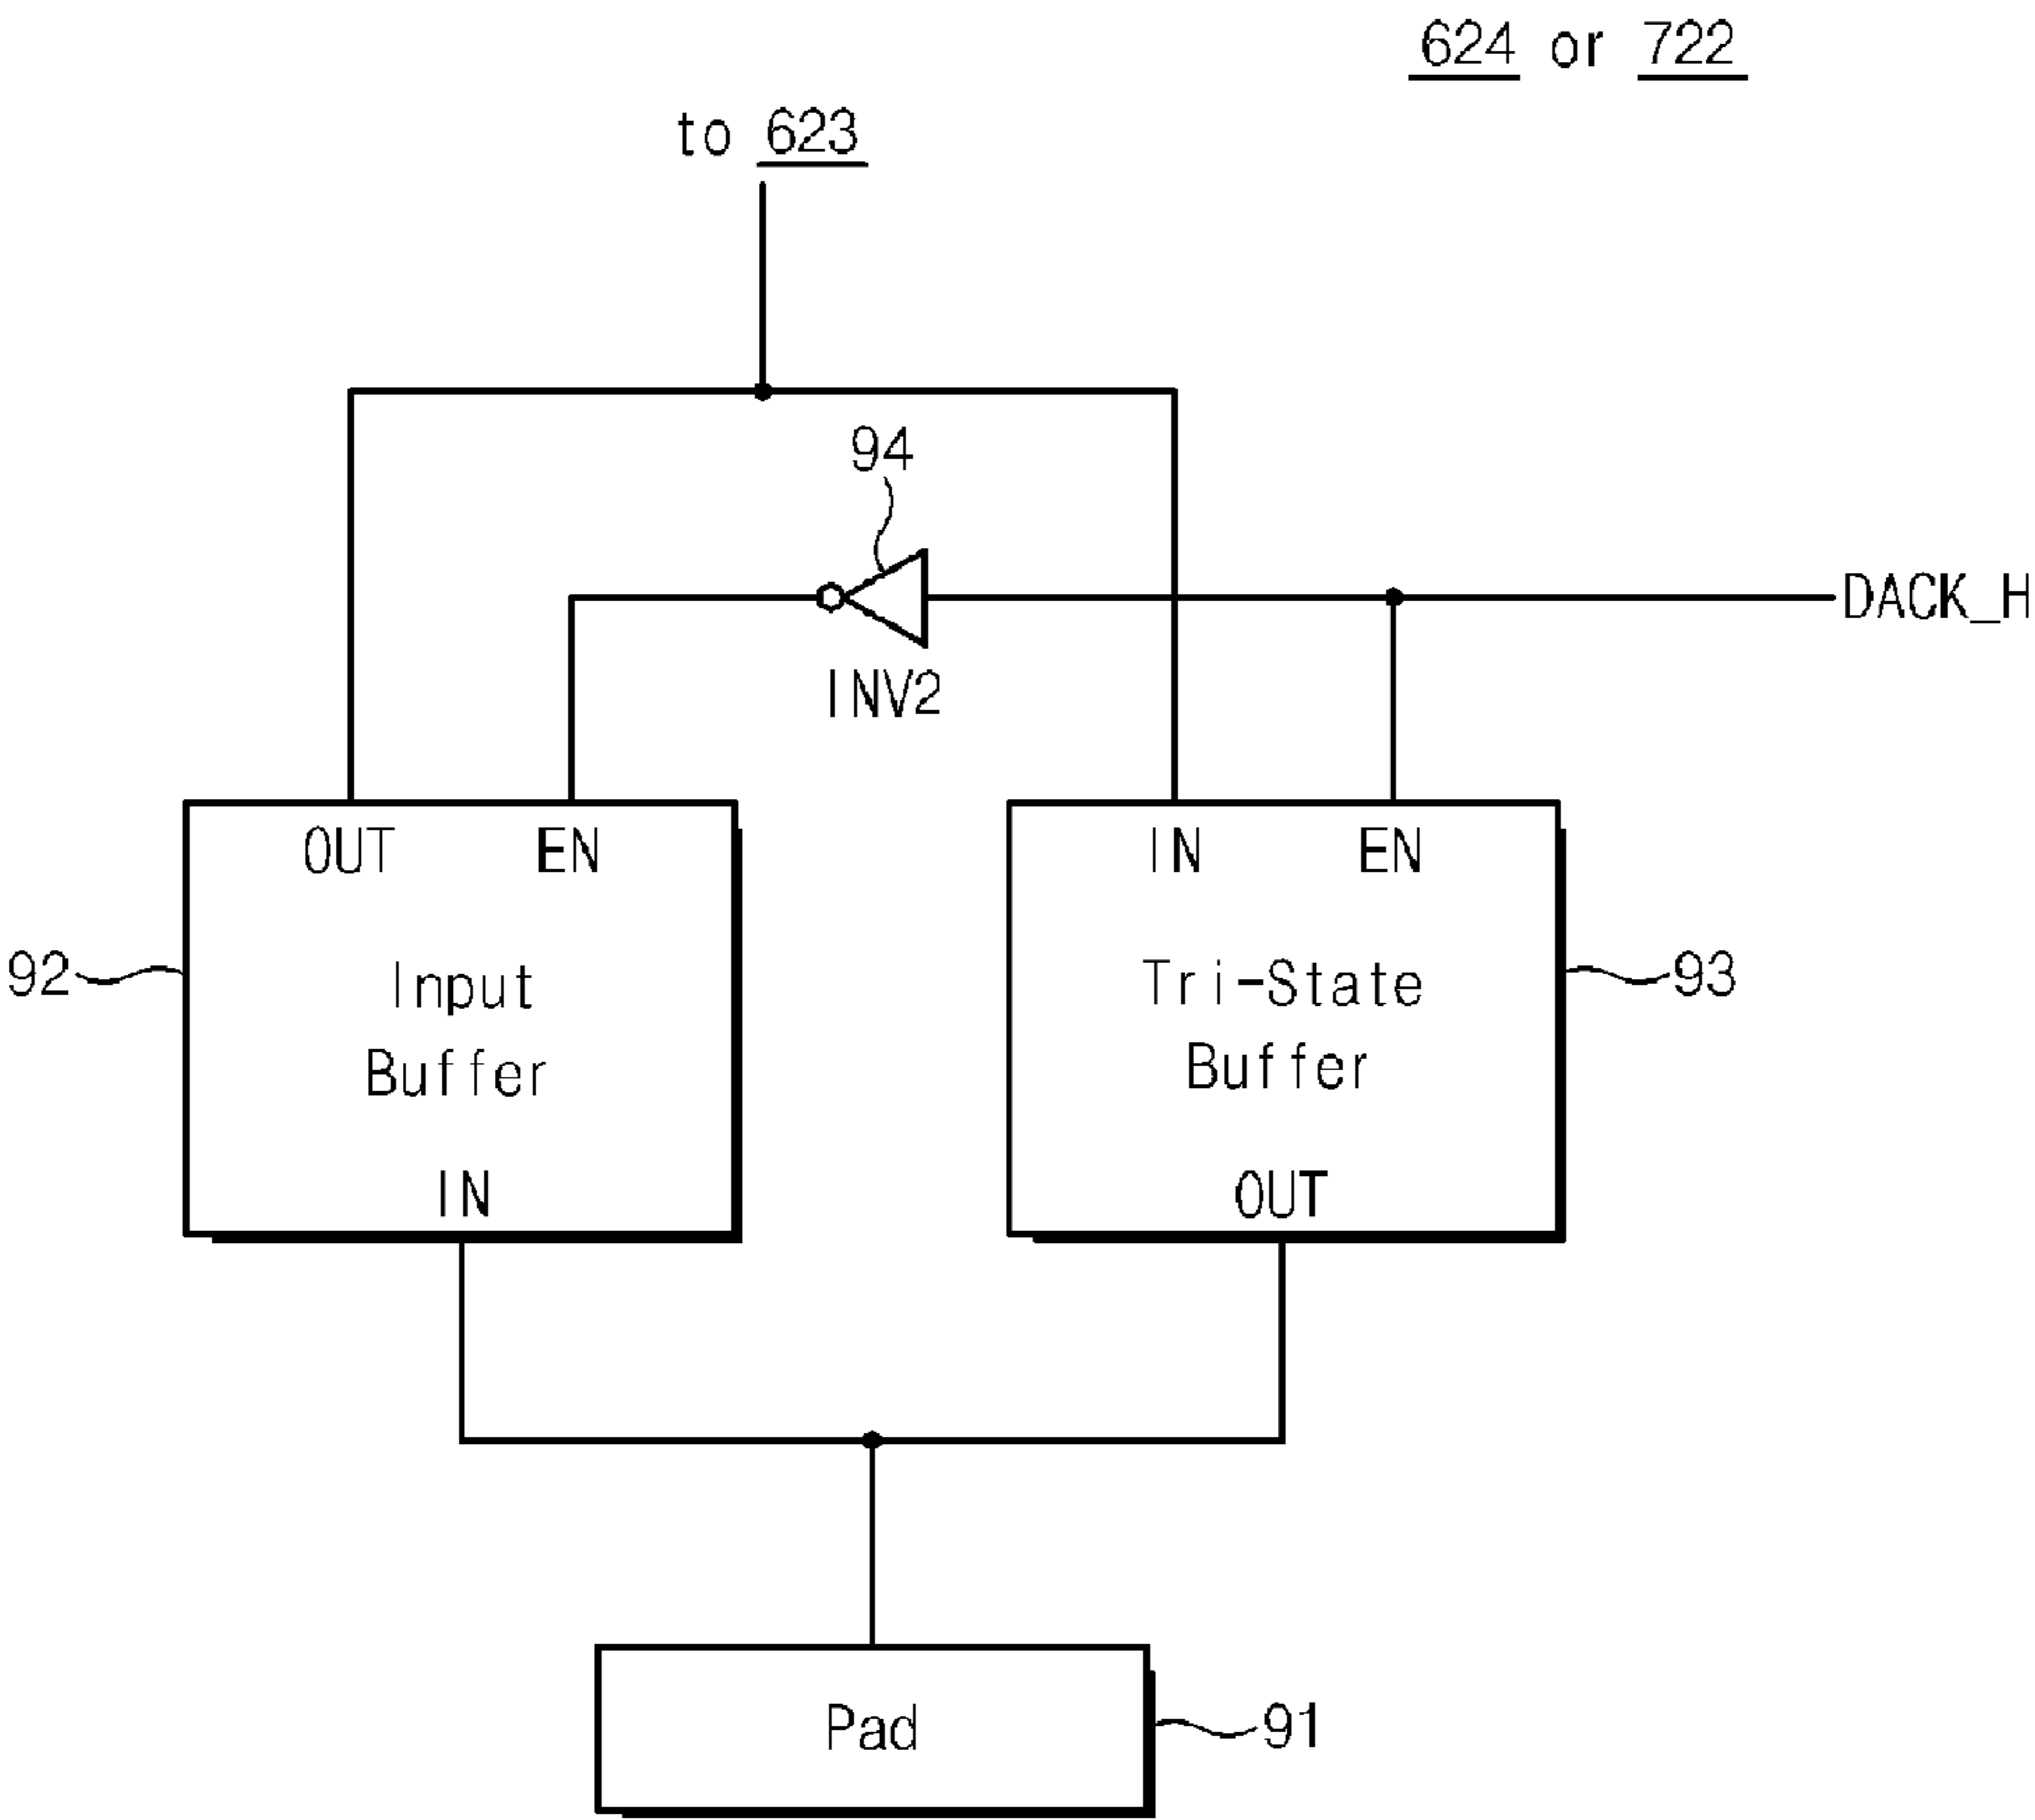 624 or 722
to 623
94
DACK_H
INV2
OUT EN
IN EN
92
Input
Buffer
Tri-State
Buffer
93
IN
OUT
Pad
91